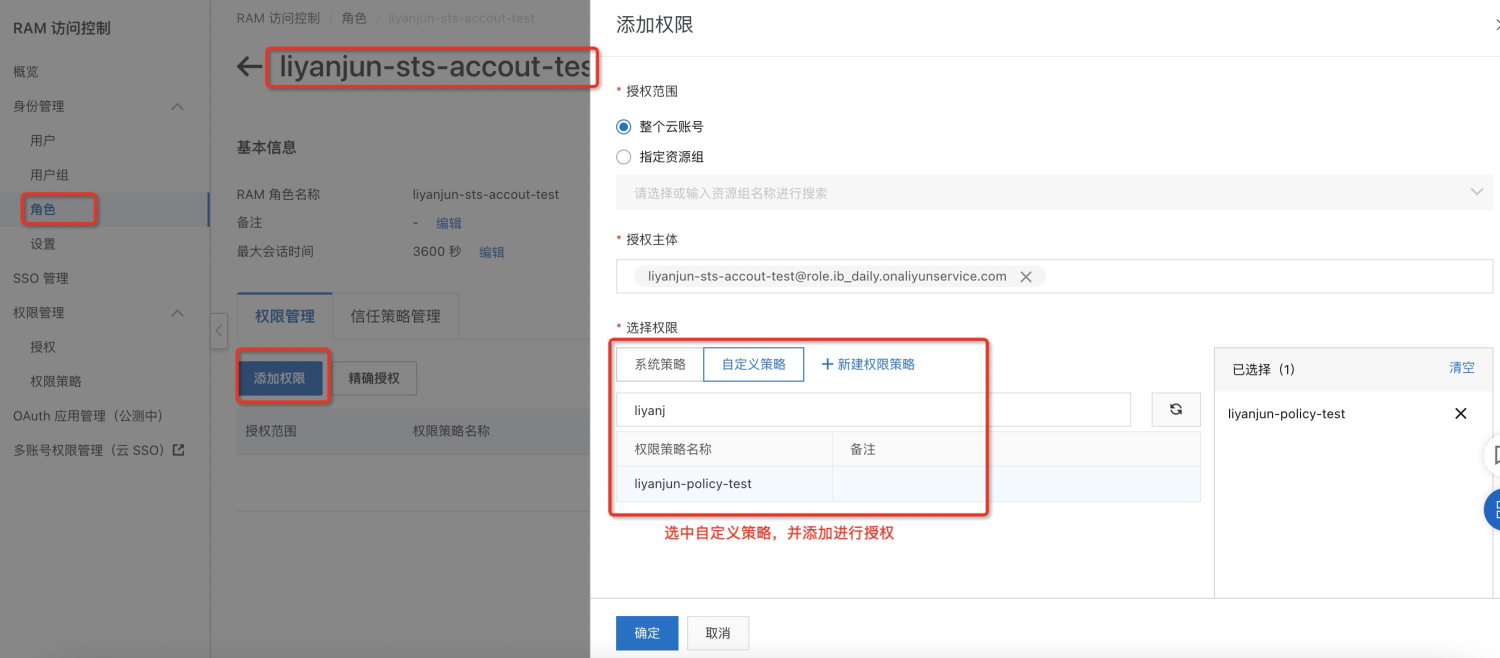 RAM 访问控制
概览
身份管理
用户
用户组
角色
设置
SSO 管理
权限管理
授权
权限策略
OAuth 应用管理（公测中）
多账号权限管理（云 SSO）
RAM 访问控制 / 角色 / liyanjun-sts-accout-test
liyanjun-sts-accout-tes
基本信息
RAM 角色名称 liyanjun-sts-accout-test
备注 - 编辑
最大会话时间 3600 秒 编辑
权限管理 信任策略管理
添加权限 精确授权
授权范围 权限策略名称
添加权限
* 授权范围
整个云账号
指定资源组
请选择或输入资源组名称进行搜索
* 授权主体
liyanjun-sts-accout-test@role.ib_daily.onaliyunservice.com
* 选择权限
系统策略 自定义策略 + 新建权限策略
liyanj
权限策略名称 备注
liyanjun-policy-test
选中自定义策略，并添加进行授权
已选择（1） 清空
liyanjun-policy-test
确定 取消